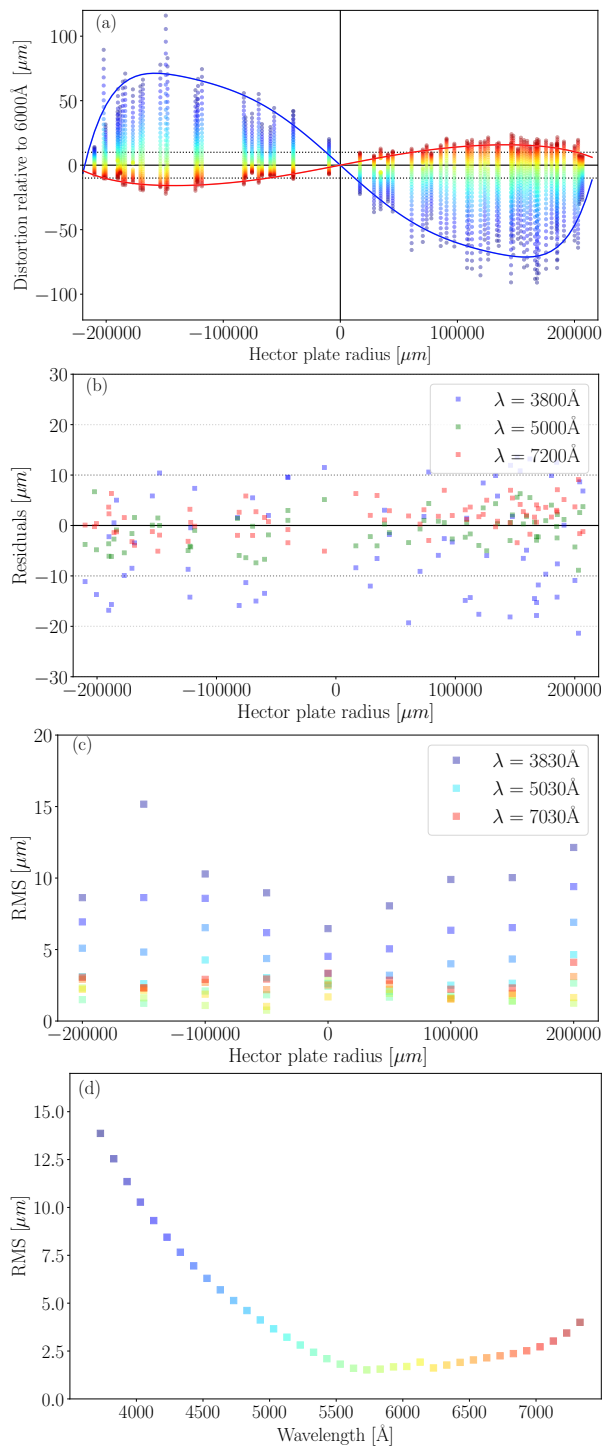 (a)
Distortion relative to 6000Å [μm]
100
50
0
−50
−100
−200000 −100000 0 100000 200000
Hector plate radius [μm]
(b)
Residuals [μm]
30
20
10
0
−10
−20
−30
λ = 3800Å
λ = 5000Å
λ = 7200Å
−200000 −100000 0 100000 200000
Hector plate radius [μm]
(c)
RMS [μm]
20
15
10
5
0
λ = 3830Å
λ = 5030Å
λ = 7030Å
−200000 −100000 0 100000 200000
Hector plate radius [μm]
(d)
RMS [μm]
15.0
12.5
10.0
7.5
5.0
2.5
0.0
4000 4500 5000 5500 6000 6500 7000
Wavelength [Å]